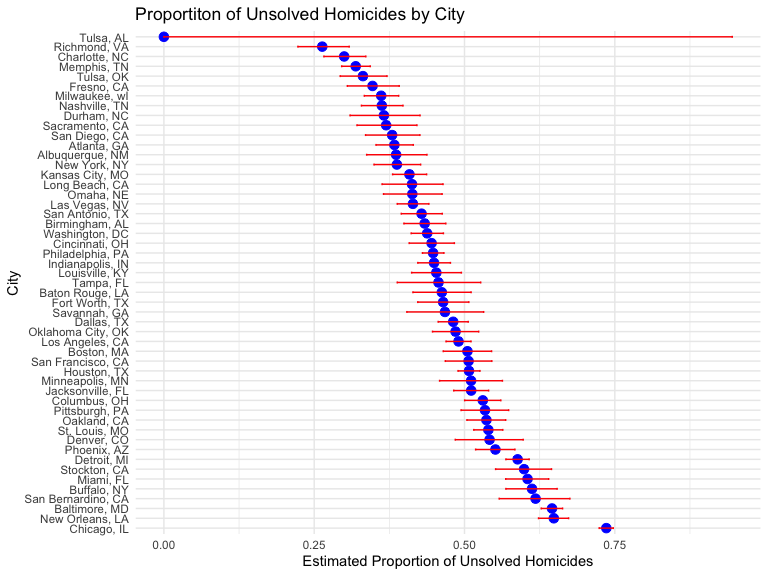 Proportiton of Unsolved Homicides by City
City
Tulsa, AL
Richmond, VA
Charlotte, NC
Memphis, TN
Tulsa, OK
Fresno, CA
Milwaukee, wI
Nashville, TN
Durham, NC
Sacramento, CA
San Diego, CA
Atlanta, GA
Albuquerque, NM
New York, NY
Kansas City, MO
Long Beach, CA
Omaha, NE
Las Vegas, NV
San Antonio, TX
Birmingham, AL
Washington, DC
Cincinnati, OH
Philadelphia, PA
Indianapolis, IN
Louisville, KY
Tampa, FL
Baton Rouge, LA
Fort Worth, TX
Savannah, GA
Dallas, TX
Oklahoma City, OK
Los Angeles, CA
Boston, MA
San Francisco, CA
Houston, TX
Minneapolis, MN
Jacksonville, FL
Columbus, OH
Pittsburgh, PA
Oakland, CA
St. Louis, MO
Denver, CO
Phoenix, AZ
Detroit, MI
Stockton, CA
Miami, FL
Buffalo, NY
San Bernardino, CA
Baltimore, MD
New Orleans, LA
Chicago, IL
0.00 0.25 0.50 0.75
Estimated Proportion of Unsolved Homicides